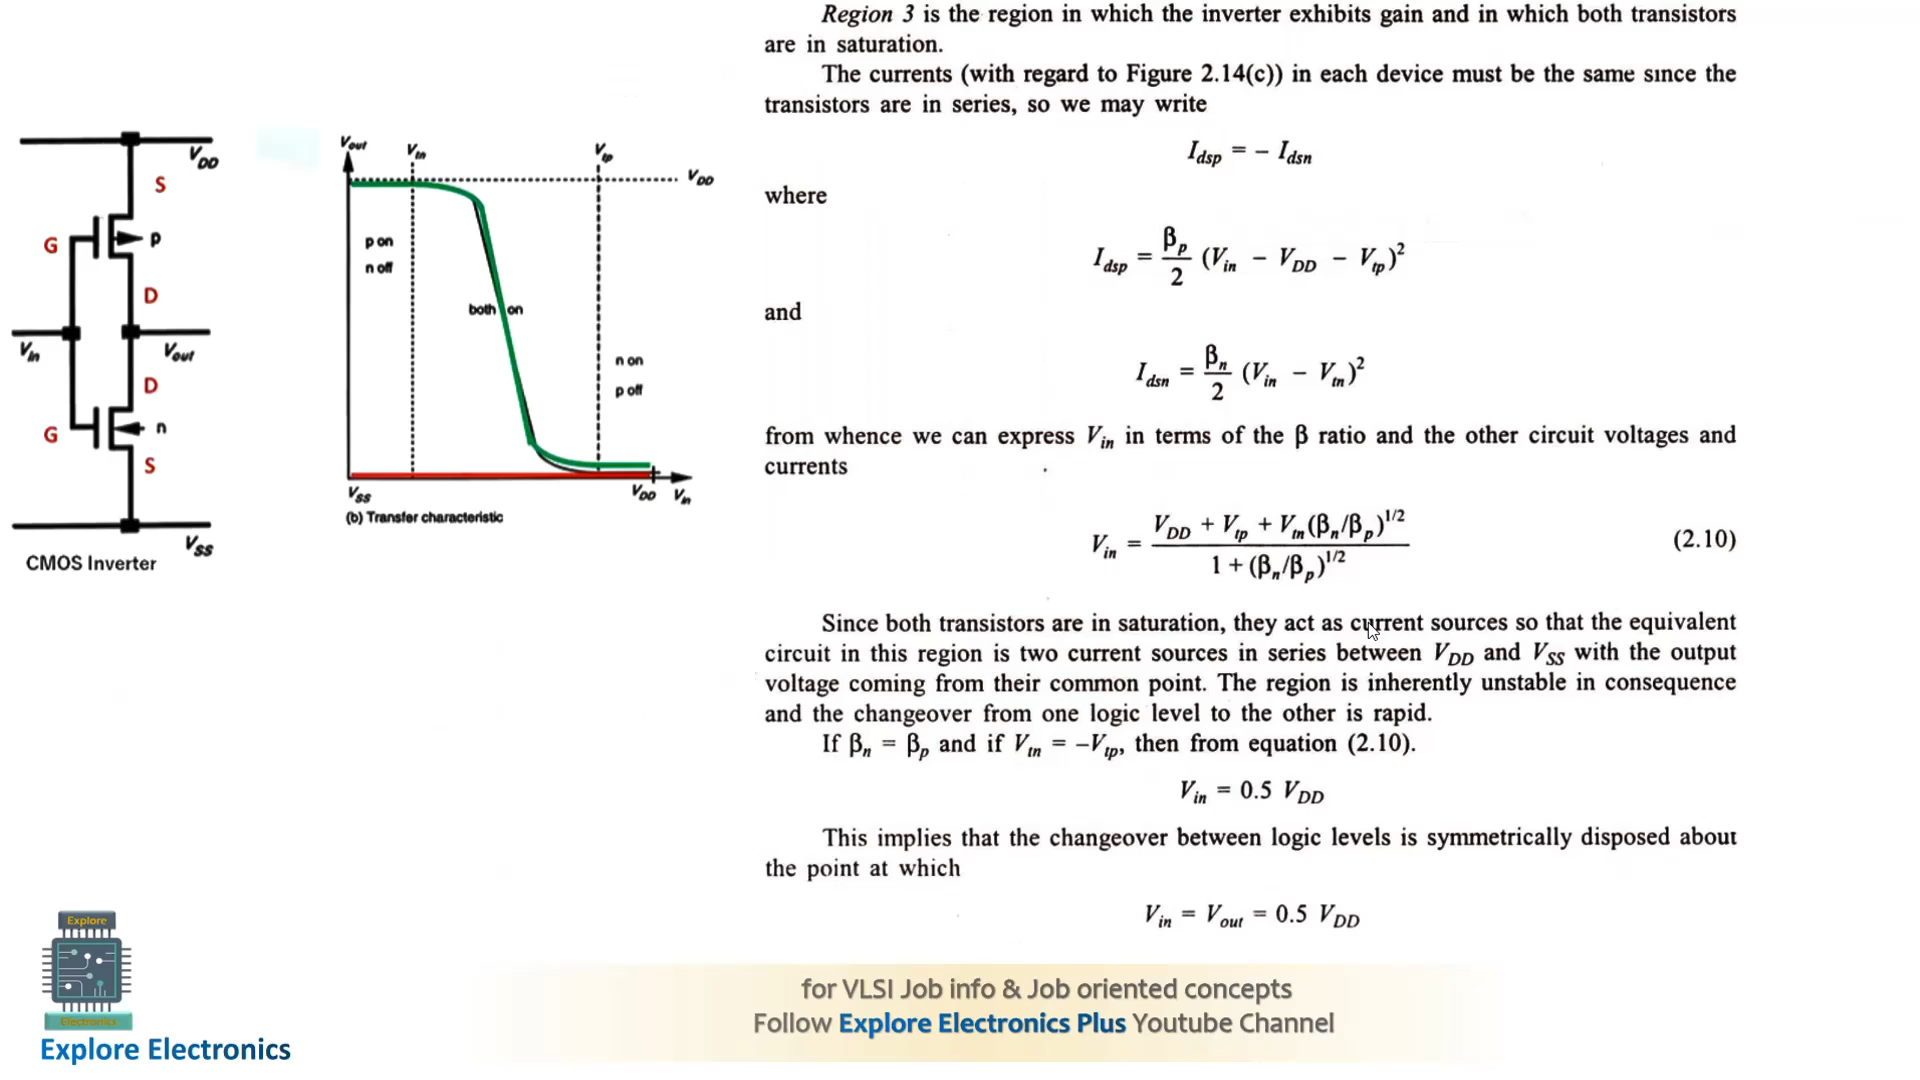 V_DD
S
G
p
D
V_in
V_out
D
G
n
S
V_SS
CMOS Inverter
V_out
V_tn
V_tp
V_DD
p on
n off
both on
n on
p off
V_SS
V_DD
V_in
(b) Transfer characteristic
Region 3 is the region in which the inverter exhibits gain and in which both transistors
are in saturation.
The currents (with regard to Figure 2.14(c)) in each device must be the same since the
transistors are in series, so we may write
I_dsp = − I_dsn
where
I_dsp = β_p/2 (V_in − V_DD − V_tp)²
and
I_dsn = β_n/2 (V_in − V_tn)²
from whence we can express V_in in terms of the β ratio and the other circuit voltages and
currents
V_in = (V_DD + V_tp + V_tn(β_n/β_p)^1/2) / (1 + (β_n/β_p)^1/2) (2.10)
Since both transistors are in saturation, they act as current sources so that the equivalent
circuit in this region is two current sources in series between V_DD and V_SS with the output
voltage coming from their common point. The region is inherently unstable in consequence
and the changeover from one logic level to the other is rapid.
If β_n = β_p and if V_tn = −V_tp, then from equation (2.10).
V_in = 0.5 V_DD
This implies that the changeover between logic levels is symmetrically disposed about
the point at which
V_in = V_out = 0.5 V_DD
Explore
Electronics
Explore Electronics
for VLSI Job info & Job oriented concepts
Follow Explore Electronics Plus Youtube Channel